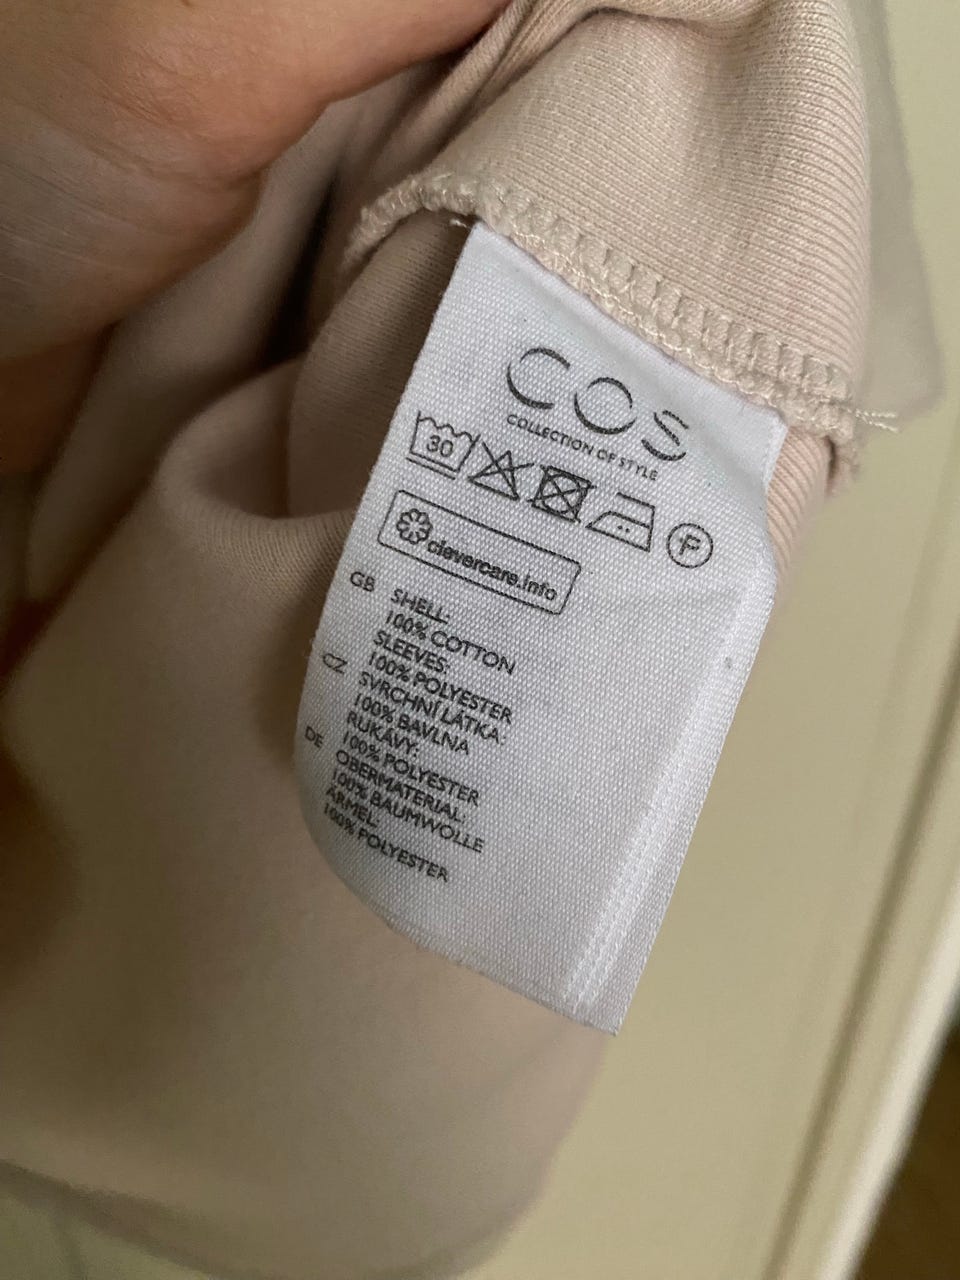 COS
COLLECTION OF STYLE
30
P
clevercare.info
GB SHELL:
100% COTTON
SLEEVES:
100% POLYESTER
CZ SVRCHNÍ LÁTKA:
100% BAVLNA
RUKÁVY:
100% POLYESTER
DE OBERMATERIAL:
100% BAUMWOLLE
ÄRMEL:
100% POLYESTER